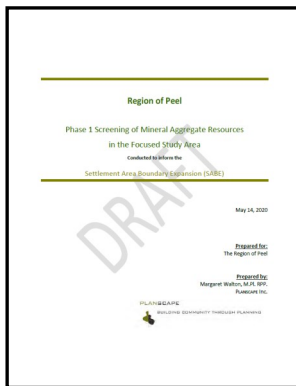 Region of Peel
Phase 1 Screening of Mineral Aggregate Resources
in the Focused Study Area
Conducted to inform the
Settlement Area Boundary Expansion (SABE)
DRAFT
May 14, 2020
Prepared for:
The Region of Peel
Prepared by:
Margaret Walton, M.Pl. RPP.
PLANSCAPE INC.
PLANSCAPE
BUILDING COMMUNITY THROUGH PLANNING